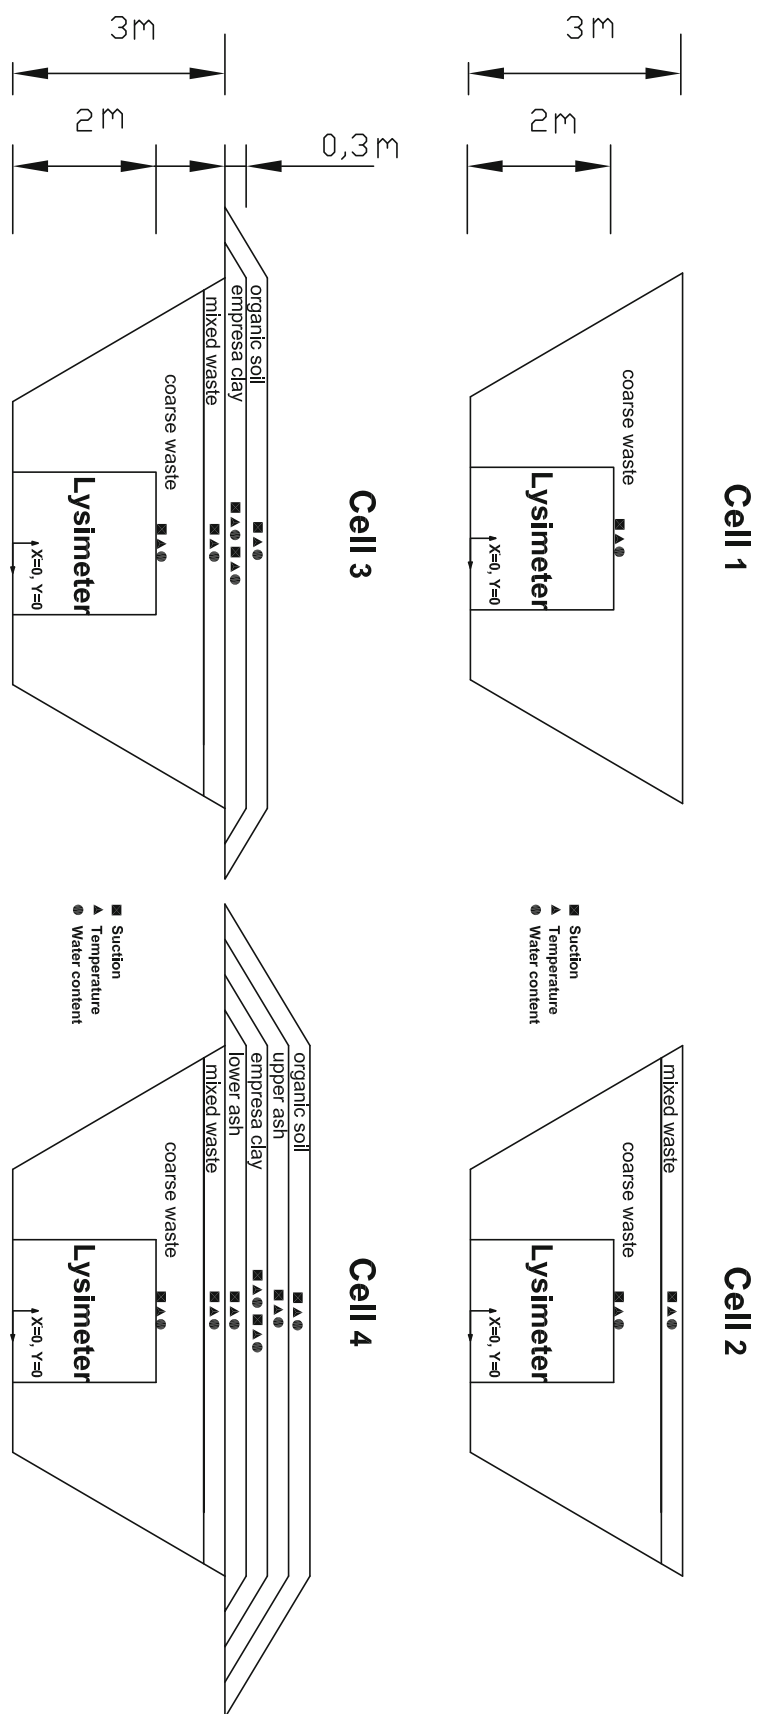 Cell 1
3m
2m
coarse waste
Lysimeter
X=0, Y=0
Cell 2
mixed waste
coarse waste
Lysimeter
X=0, Y=0
Suction
Temperature
Water content
Cell 3
3m
2m
0,3m
organic soil
empresa clay
mixed waste
coarse waste
Lysimeter
X=0, Y=0
Cell 4
organic soil
upper ash
empresa clay
lower ash
mixed waste
coarse waste
Lysimeter
X=0, Y=0
Suction
Temperature
Water content